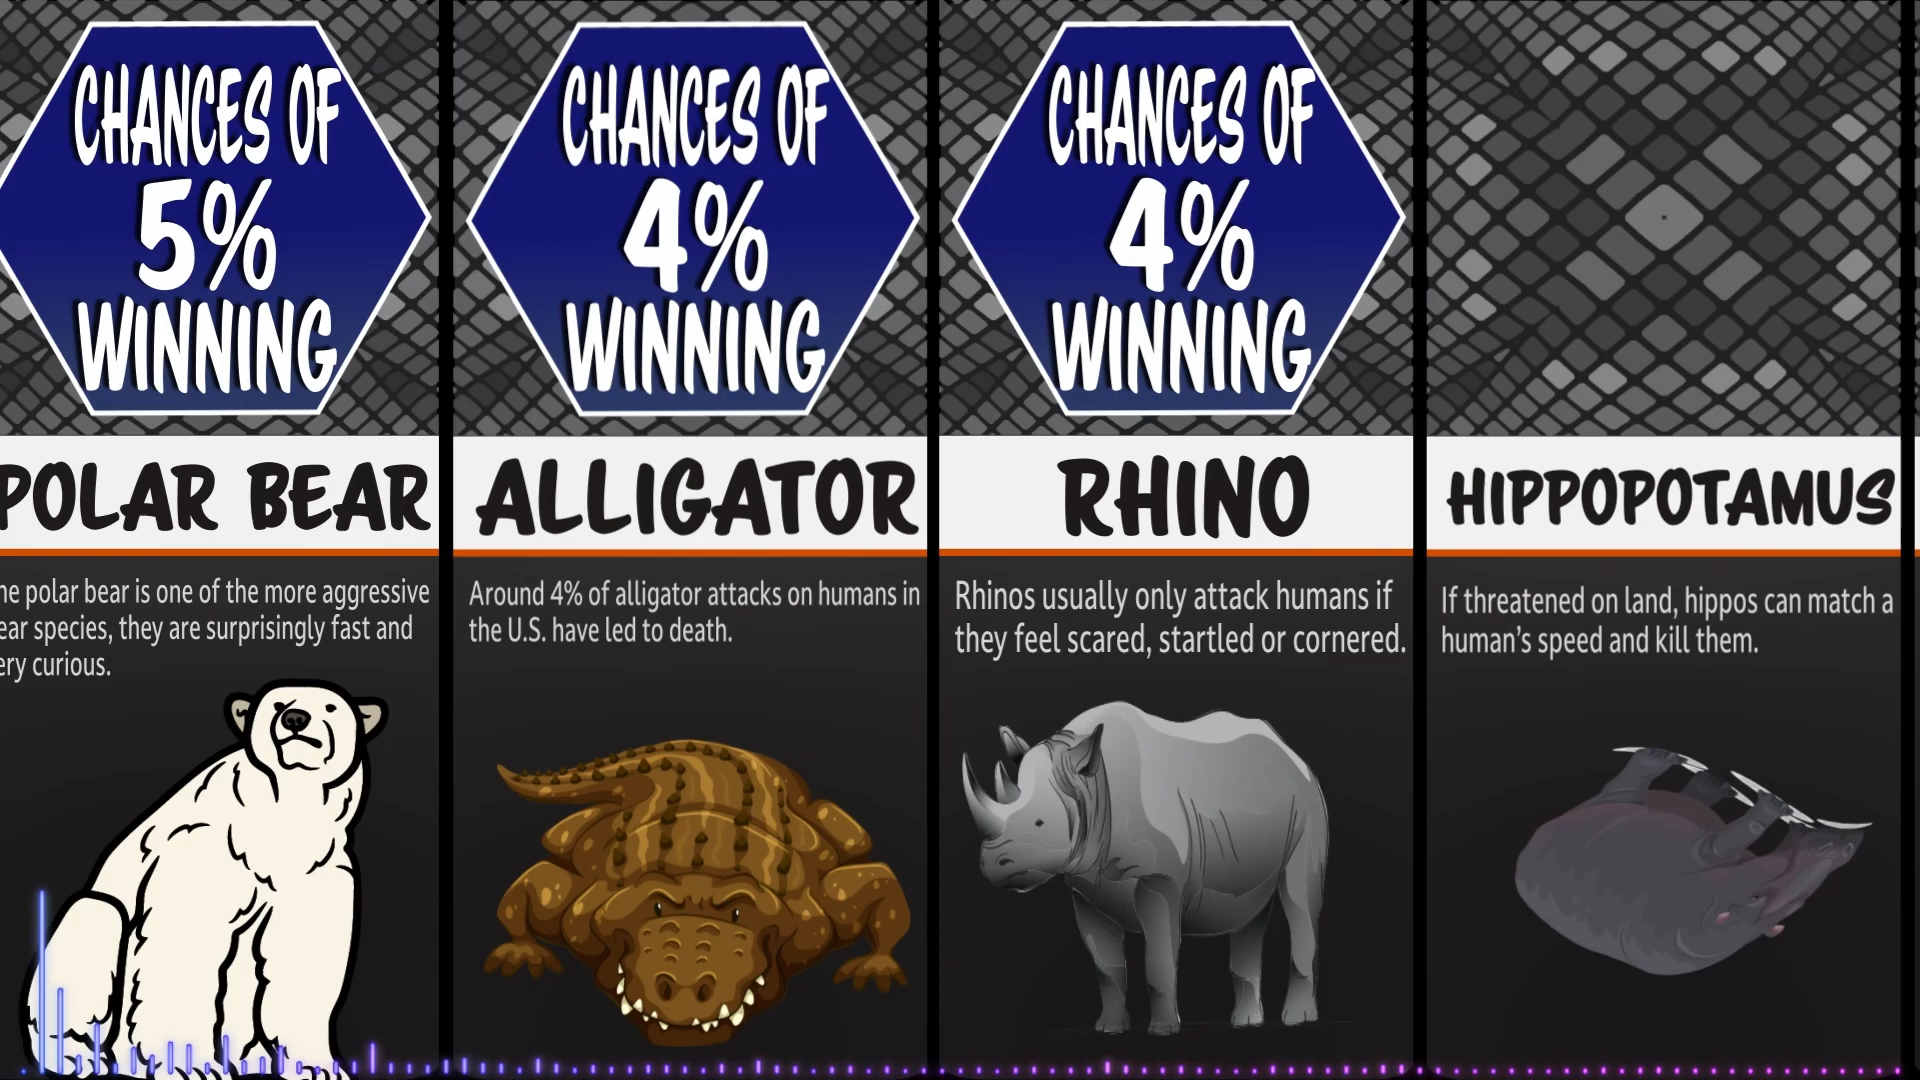 CHANCES OF
5%
WINNING
POLAR BEAR
he polar bear is one of the more aggressive
ear species, they are surprisingly fast and
ery curious.
CHANCES OF
4%
WINNING
ALLIGATOR
Around 4% of alligator attacks on humans in
the U.S. have led to death.
CHANCES OF
4%
WINNING
RHINO
Rhinos usually only attack humans if
they feel scared, startled or cornered.
HIPPOPOTAMUS
If threatened on land, hippos can match a
human's speed and kill them.